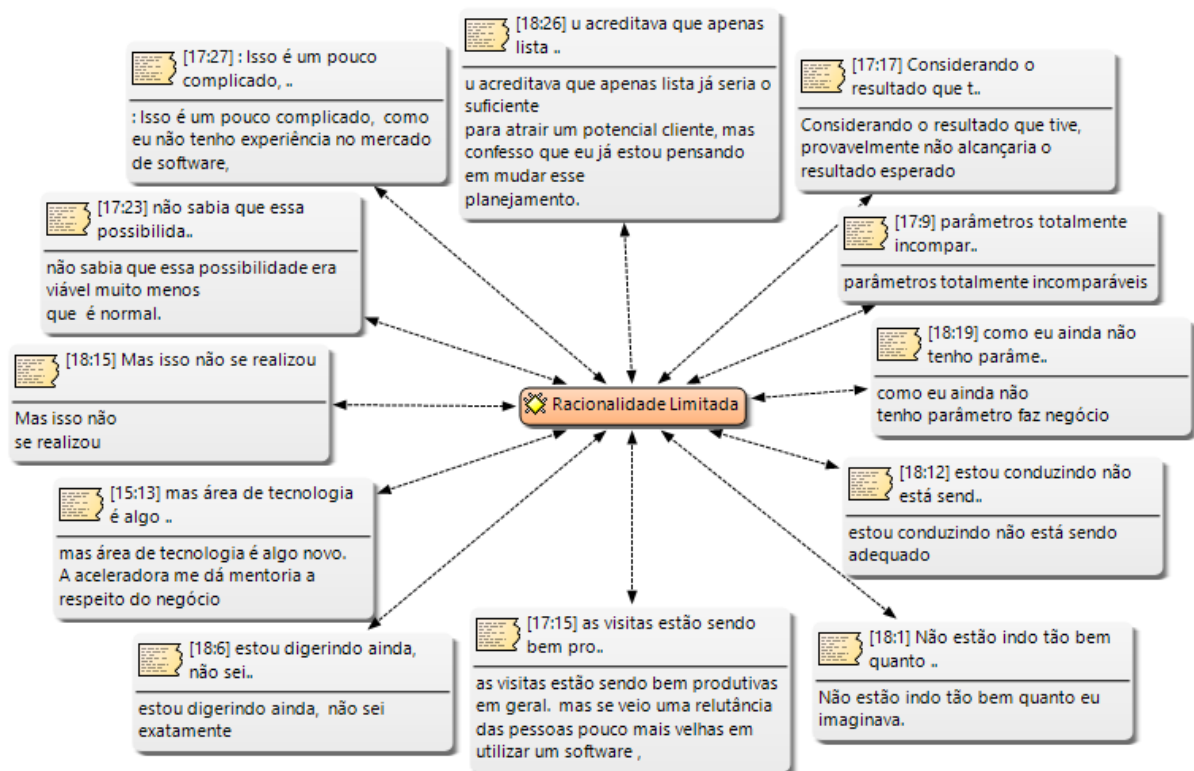 [17:27] : Isso é um pouco
complicado, ..
: Isso é um pouco complicado,  como
eu não tenho experiência no mercado
de software,
[18:26] u acreditava que apenas
lista ..
u acreditava que apenas lista já seria o
suficiente
para atrair um potencial cliente, mas
confesso que eu já estou pensando
em mudar esse
planejamento.
[17:17] Considerando o
resultado que t..
Considerando o resultado que tive,
provavelmente não alcançaria o
resultado esperado
[17:23] não sabia que essa
possibilida..
não sabia que essa possibilidade era
viável muito menos
que  é normal.
[17:9] parâmetros totalmente
incompar..
parâmetros totalmente incomparáveis
[18:15] Mas isso não se realizou
Mas isso não
se realizou
Racionalidade Limitada
[18:19] como eu ainda não
tenho parâme..
como eu ainda não
tenho parâmetro faz negócio
[15:13] mas área de tecnologia
é algo ..
mas área de tecnologia é algo novo.
A aceleradora me dá mentoria a
respeito do negócio
[18:12] estou conduzindo não
está send..
estou conduzindo não está sendo
adequado
[18:6] estou digerindo ainda,
não sei..
estou digerindo ainda,  não sei
exatamente
[17:15] as visitas estão sendo
bem pro..
as visitas estão sendo bem produtivas
em geral.  mas se veio uma relutância
das pessoas pouco mais velhas em
utilizar um software ,
[18:1] Não estão indo tão bem
quanto ..
Não estão indo tão bem quanto eu
imaginava.